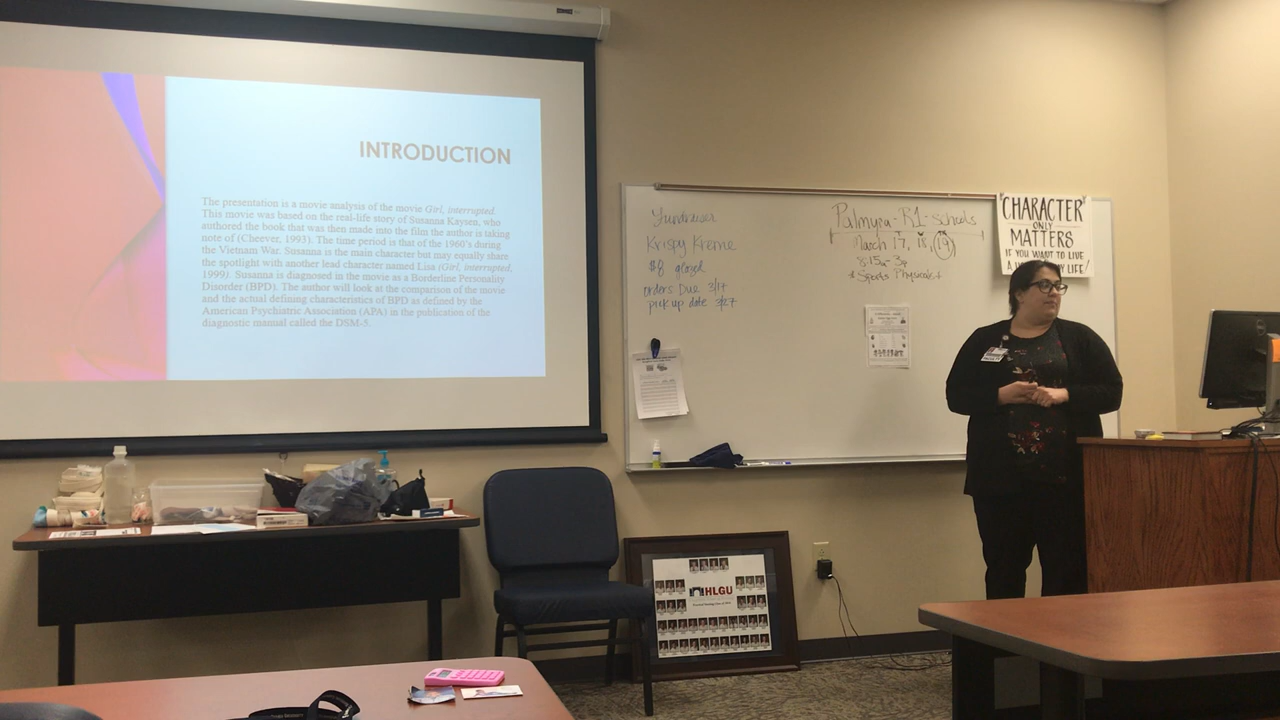 INTRODUCTION
The presentation is a movie analysis of the movie Girl, interrupted.
This movie was based on the real-life story of Susanna Kaysen, who
authored the book that was then made into the film the author is taking
note of (Cheever, 1993). The time period is that of the 1960's during
the Vietnam War. Susanna is the main character but may equally share
the spotlight with another lead character named Lisa (Girl, interrupted,
1999). Susanna is diagnosed in the movie as a Borderline Personality
Disorder (BPD). The author will look at the comparison of the movie
and the actual defining characteristics of BPD as defined by the
American Psychiatric Association (APA) in the publication of the
diagnostic manual called the DSM-5.
Fundraiser
Krispy Kreme
$8 glazed
orders Due 3/17
pick up date 3/27
Palmyra-R1-schools
March 17, 18, 19
8:15a-3p
* Sports Physicals +
CHARACTER
ONLY
MATTERS
IF YOU WANT TO LIVE
A LIFE!
HLGU